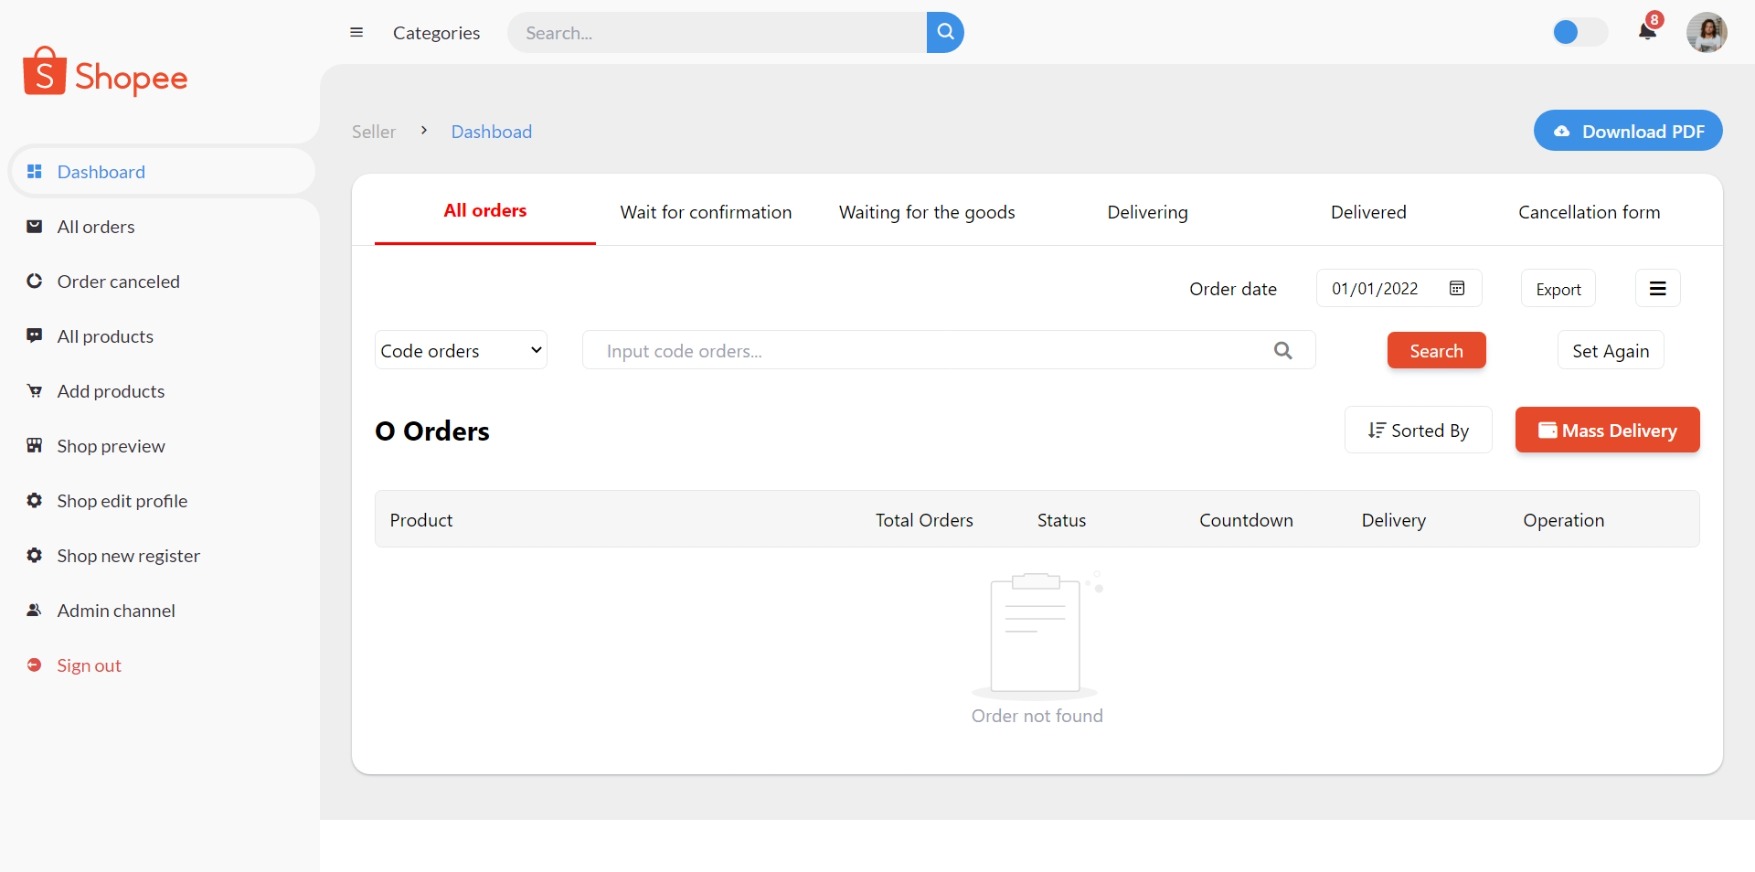 Categories
Search...
8
S Shopee
Seller > Dashboad
Download PDF
Dashboard
All orders
Order canceled
All products
Add products
Shop preview
Shop edit profile
Shop new register
Admin channel
Sign out
All orders
Wait for confirmation
Waiting for the goods
Delivering
Delivered
Cancellation form
Order date
01/01/2022
Export
Code orders
Input code orders...
Search
Set Again
O Orders
Sorted By
Mass Delivery
Product
Total Orders
Status
Countdown
Delivery
Operation
Order not found